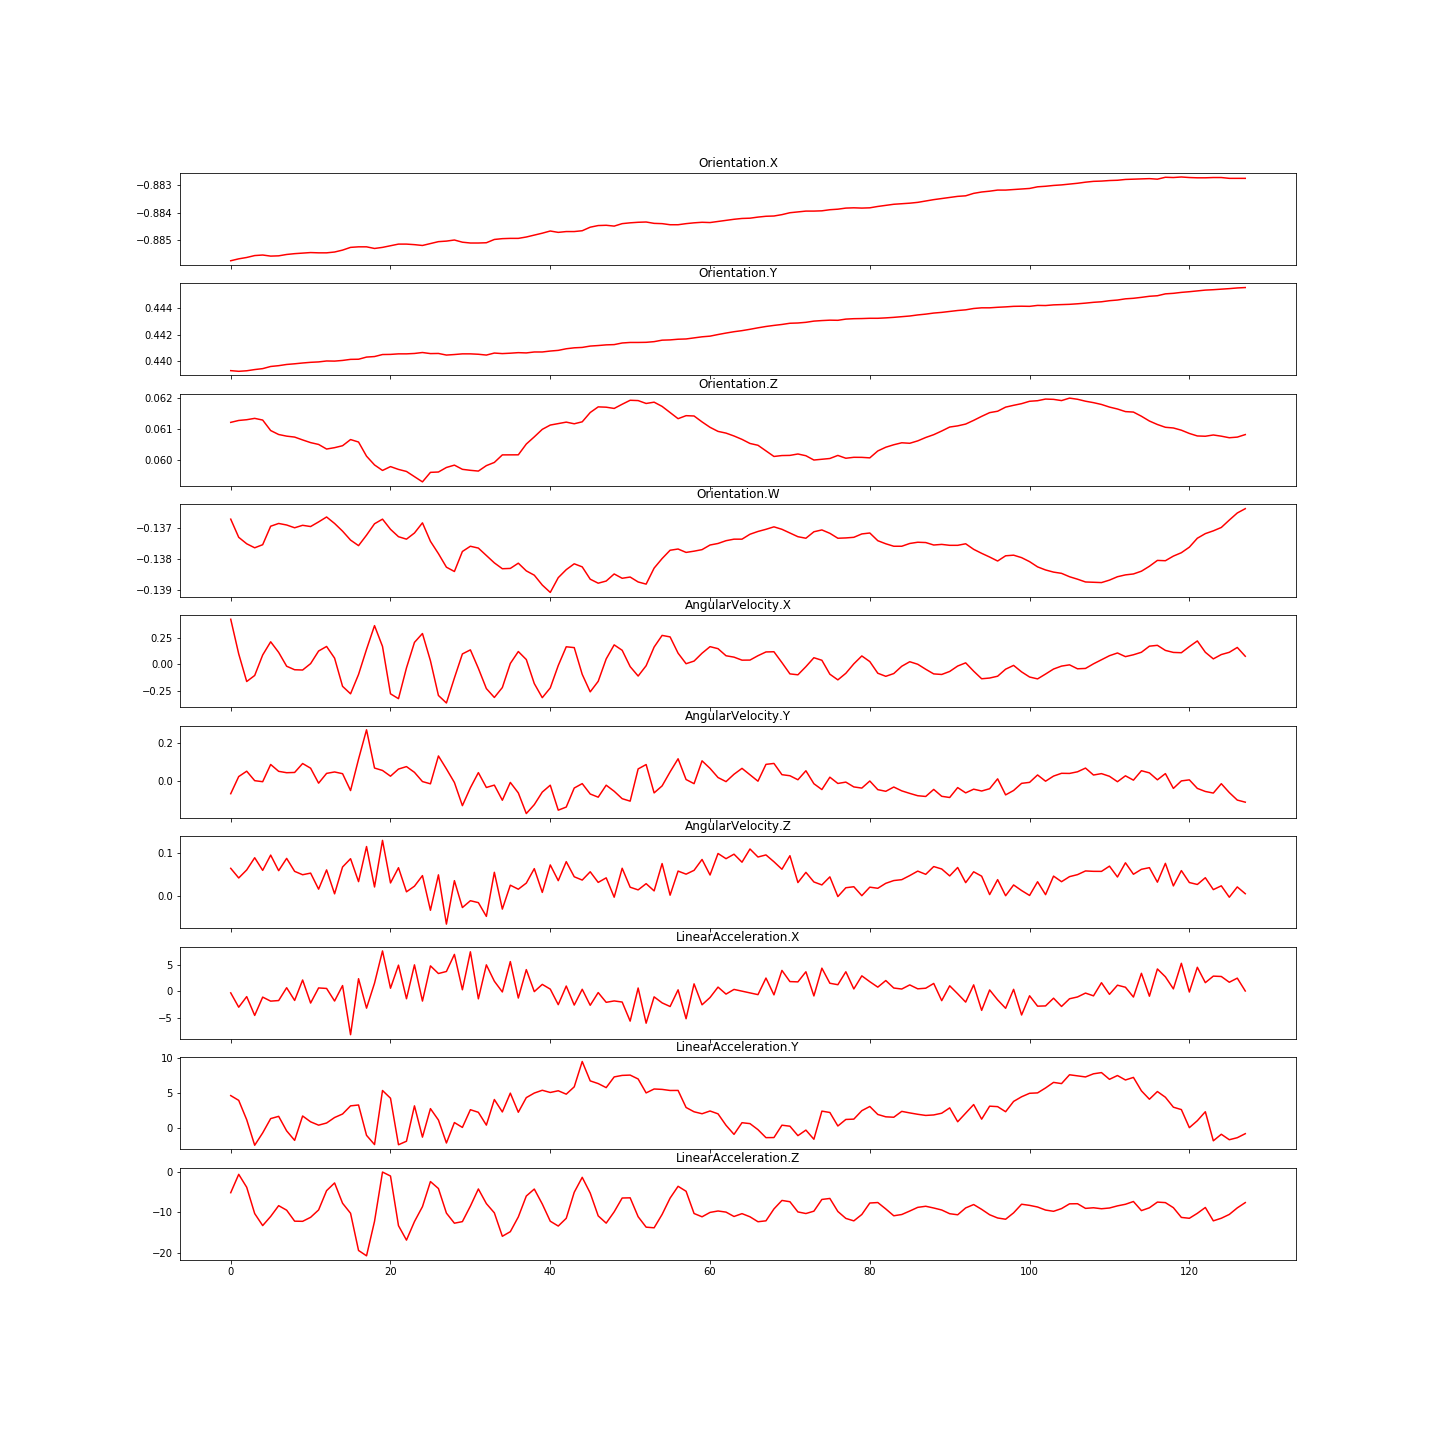 Orientation.X
−0.883
−0.884
−0.885
Orientation.Y
0.444
0.442
0.440
Orientation.Z
0.062
0.061
0.060
Orientation.W
−0.137
−0.138
−0.139
AngularVelocity.X
0.25
0.00
−0.25
AngularVelocity.Y
0.2
0.0
AngularVelocity.Z
0.1
0.0
LinearAcceleration.X
5
0
−5
LinearAcceleration.Y
10
5
0
LinearAcceleration.Z
0
−10
−20
0 20 40 60 80 100 120